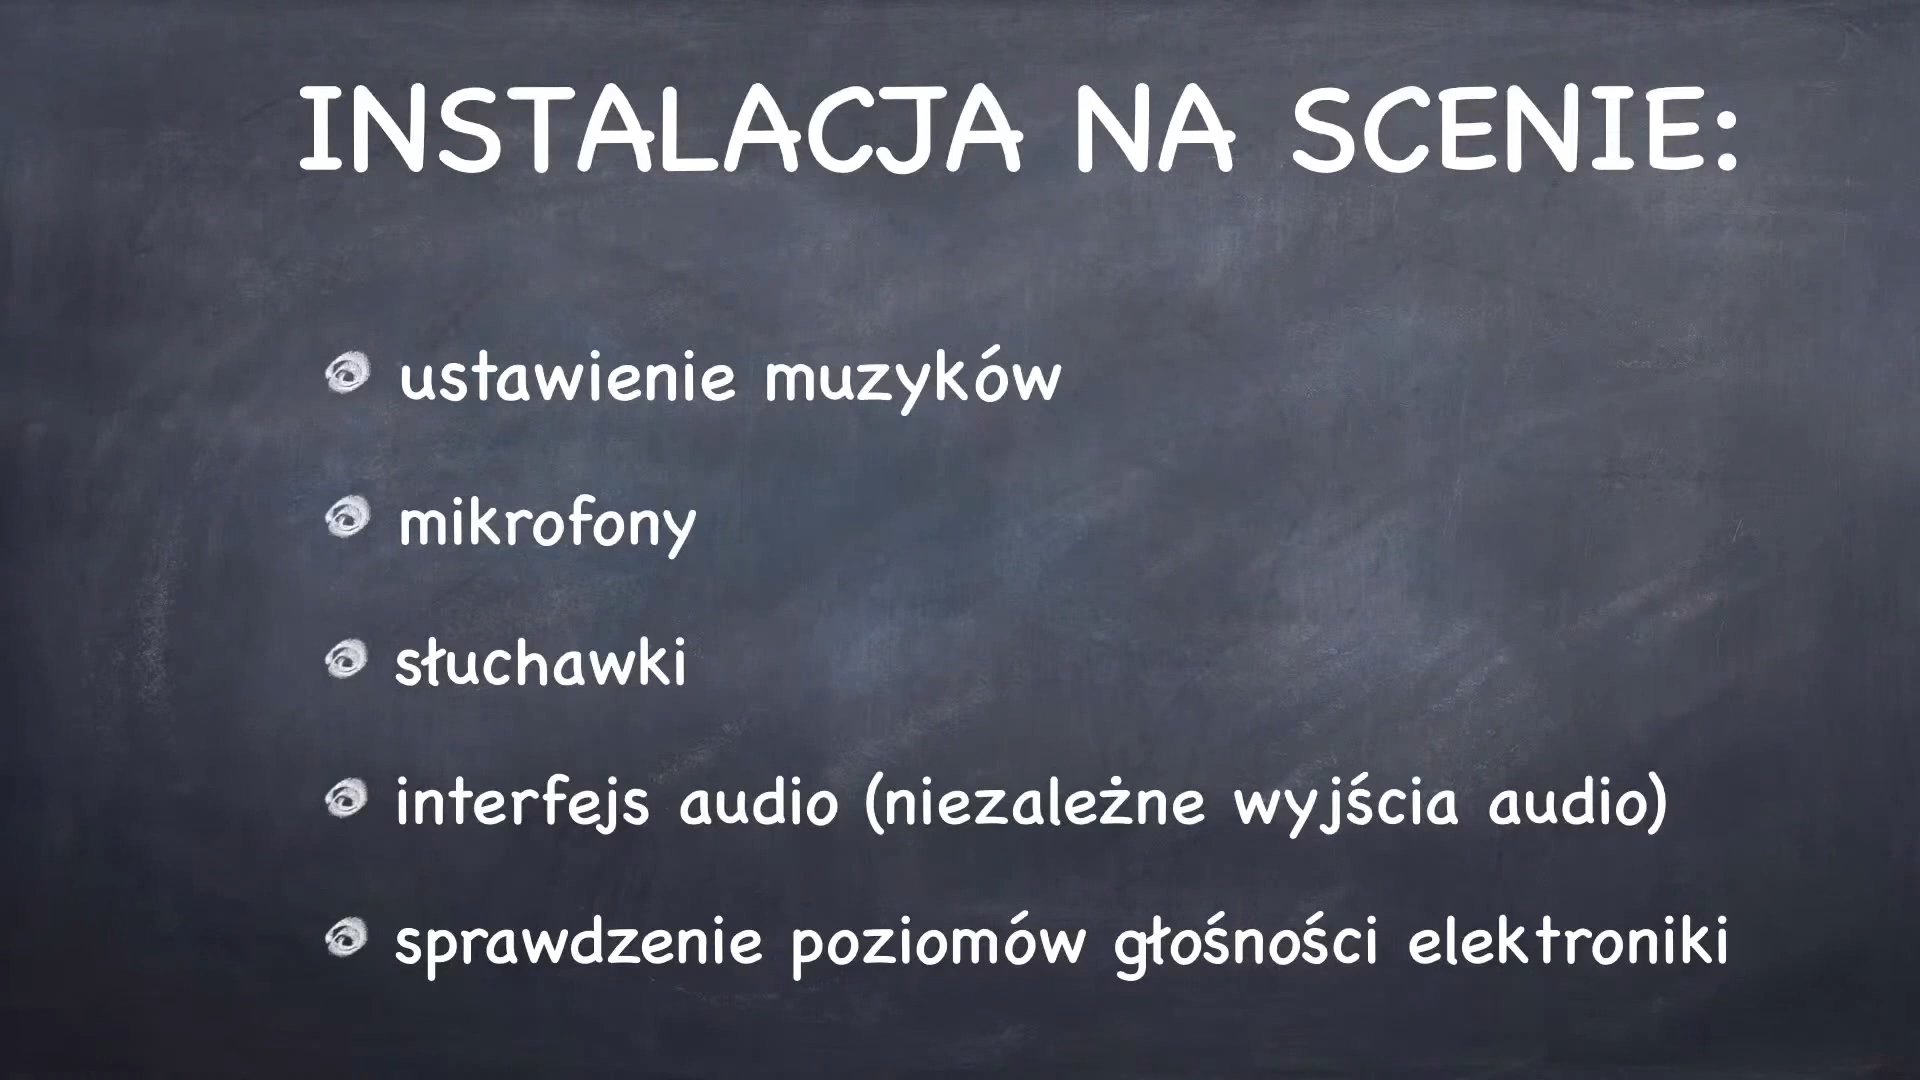 INSTALACJA NA SCENIE:
ustawienie muzyków
mikrofony
słuchawki
interfejs audio (niezależne wyjścia audio)
sprawdzenie poziomów głośności elektroniki